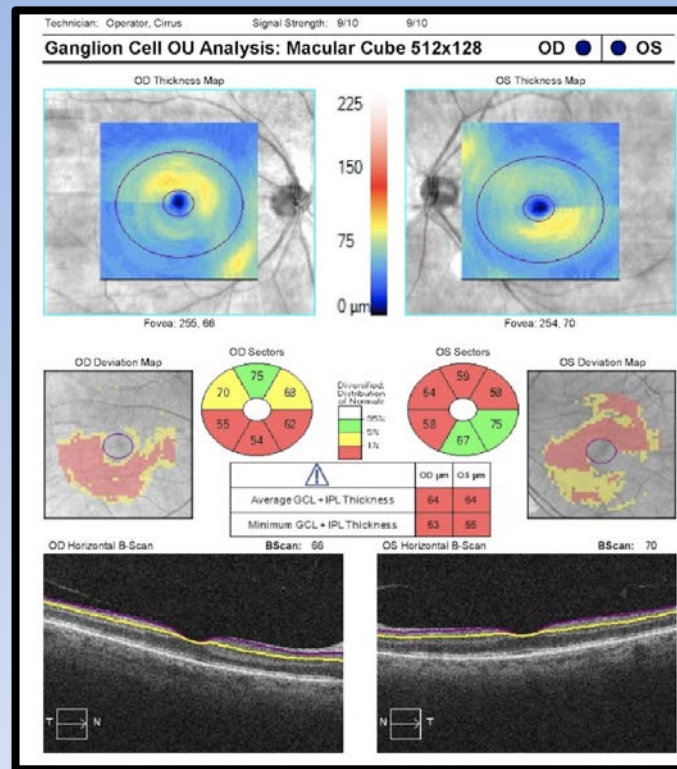 Technician: Operator, Cirrus Signal Strength: 9/10 9/10
Ganglion Cell OU Analysis: Macular Cube 512x128 OD OS
OD Thickness Map OS Thickness Map
225
150
75
0 µm
Fovea: 255, 66 Fovea: 254, 70
OD Deviation Map OD Sectors OS Sectors OS Deviation Map
Diversified:
Distribution
of Normals
95%
5%
1%
75
70 68
55 62
54
59
64 58
58 75
67
OD µm OS µm
Average GCL + IPL Thickness 64 64
Minimum GCL + IPL Thickness 53 55
OD Horizontal B-Scan BScan: 66 OS Horizontal B-Scan BScan: 70
T N N T